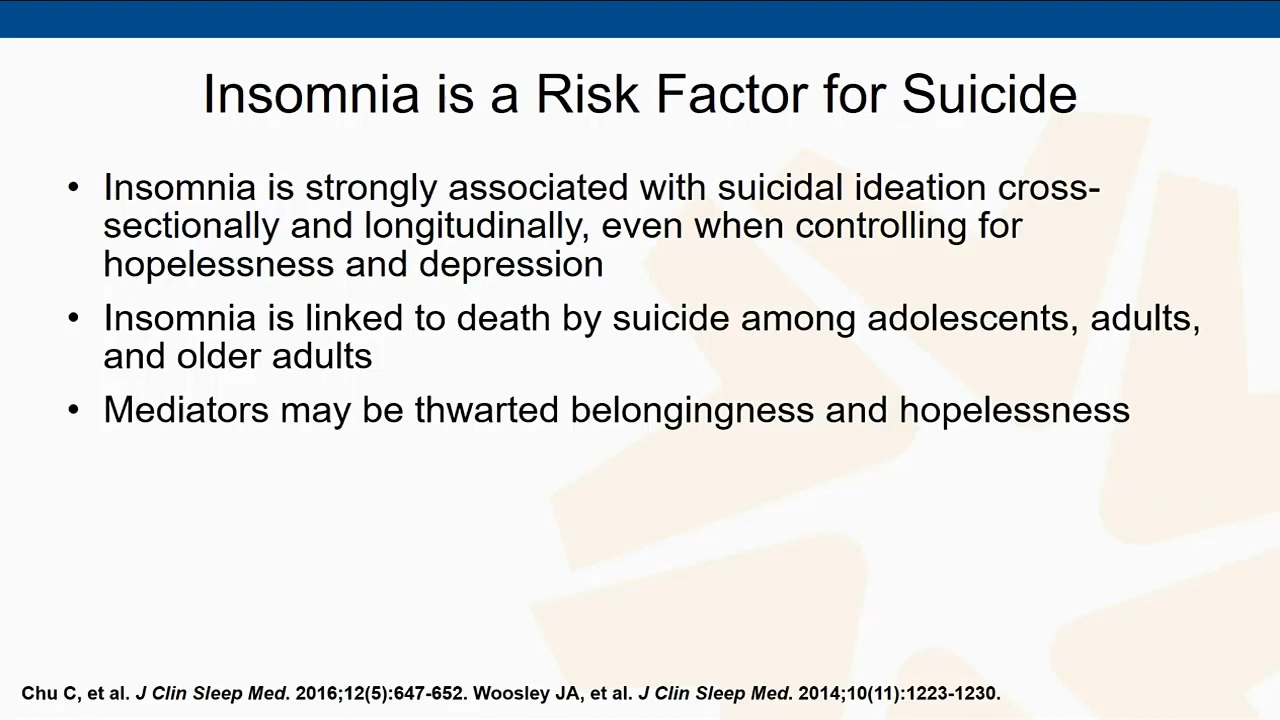 Insomnia is a Risk Factor for Suicide
• Insomnia is strongly associated with suicidal ideation cross-
sectionally and longitudinally, even when controlling for
hopelessness and depression
• Insomnia is linked to death by suicide among adolescents, adults,
and older adults
• Mediators may be thwarted belongingness and hopelessness
Chu C, et al. J Clin Sleep Med. 2016;12(5):647-652. Woosley JA, et al. J Clin Sleep Med. 2014;10(11):1223-1230.